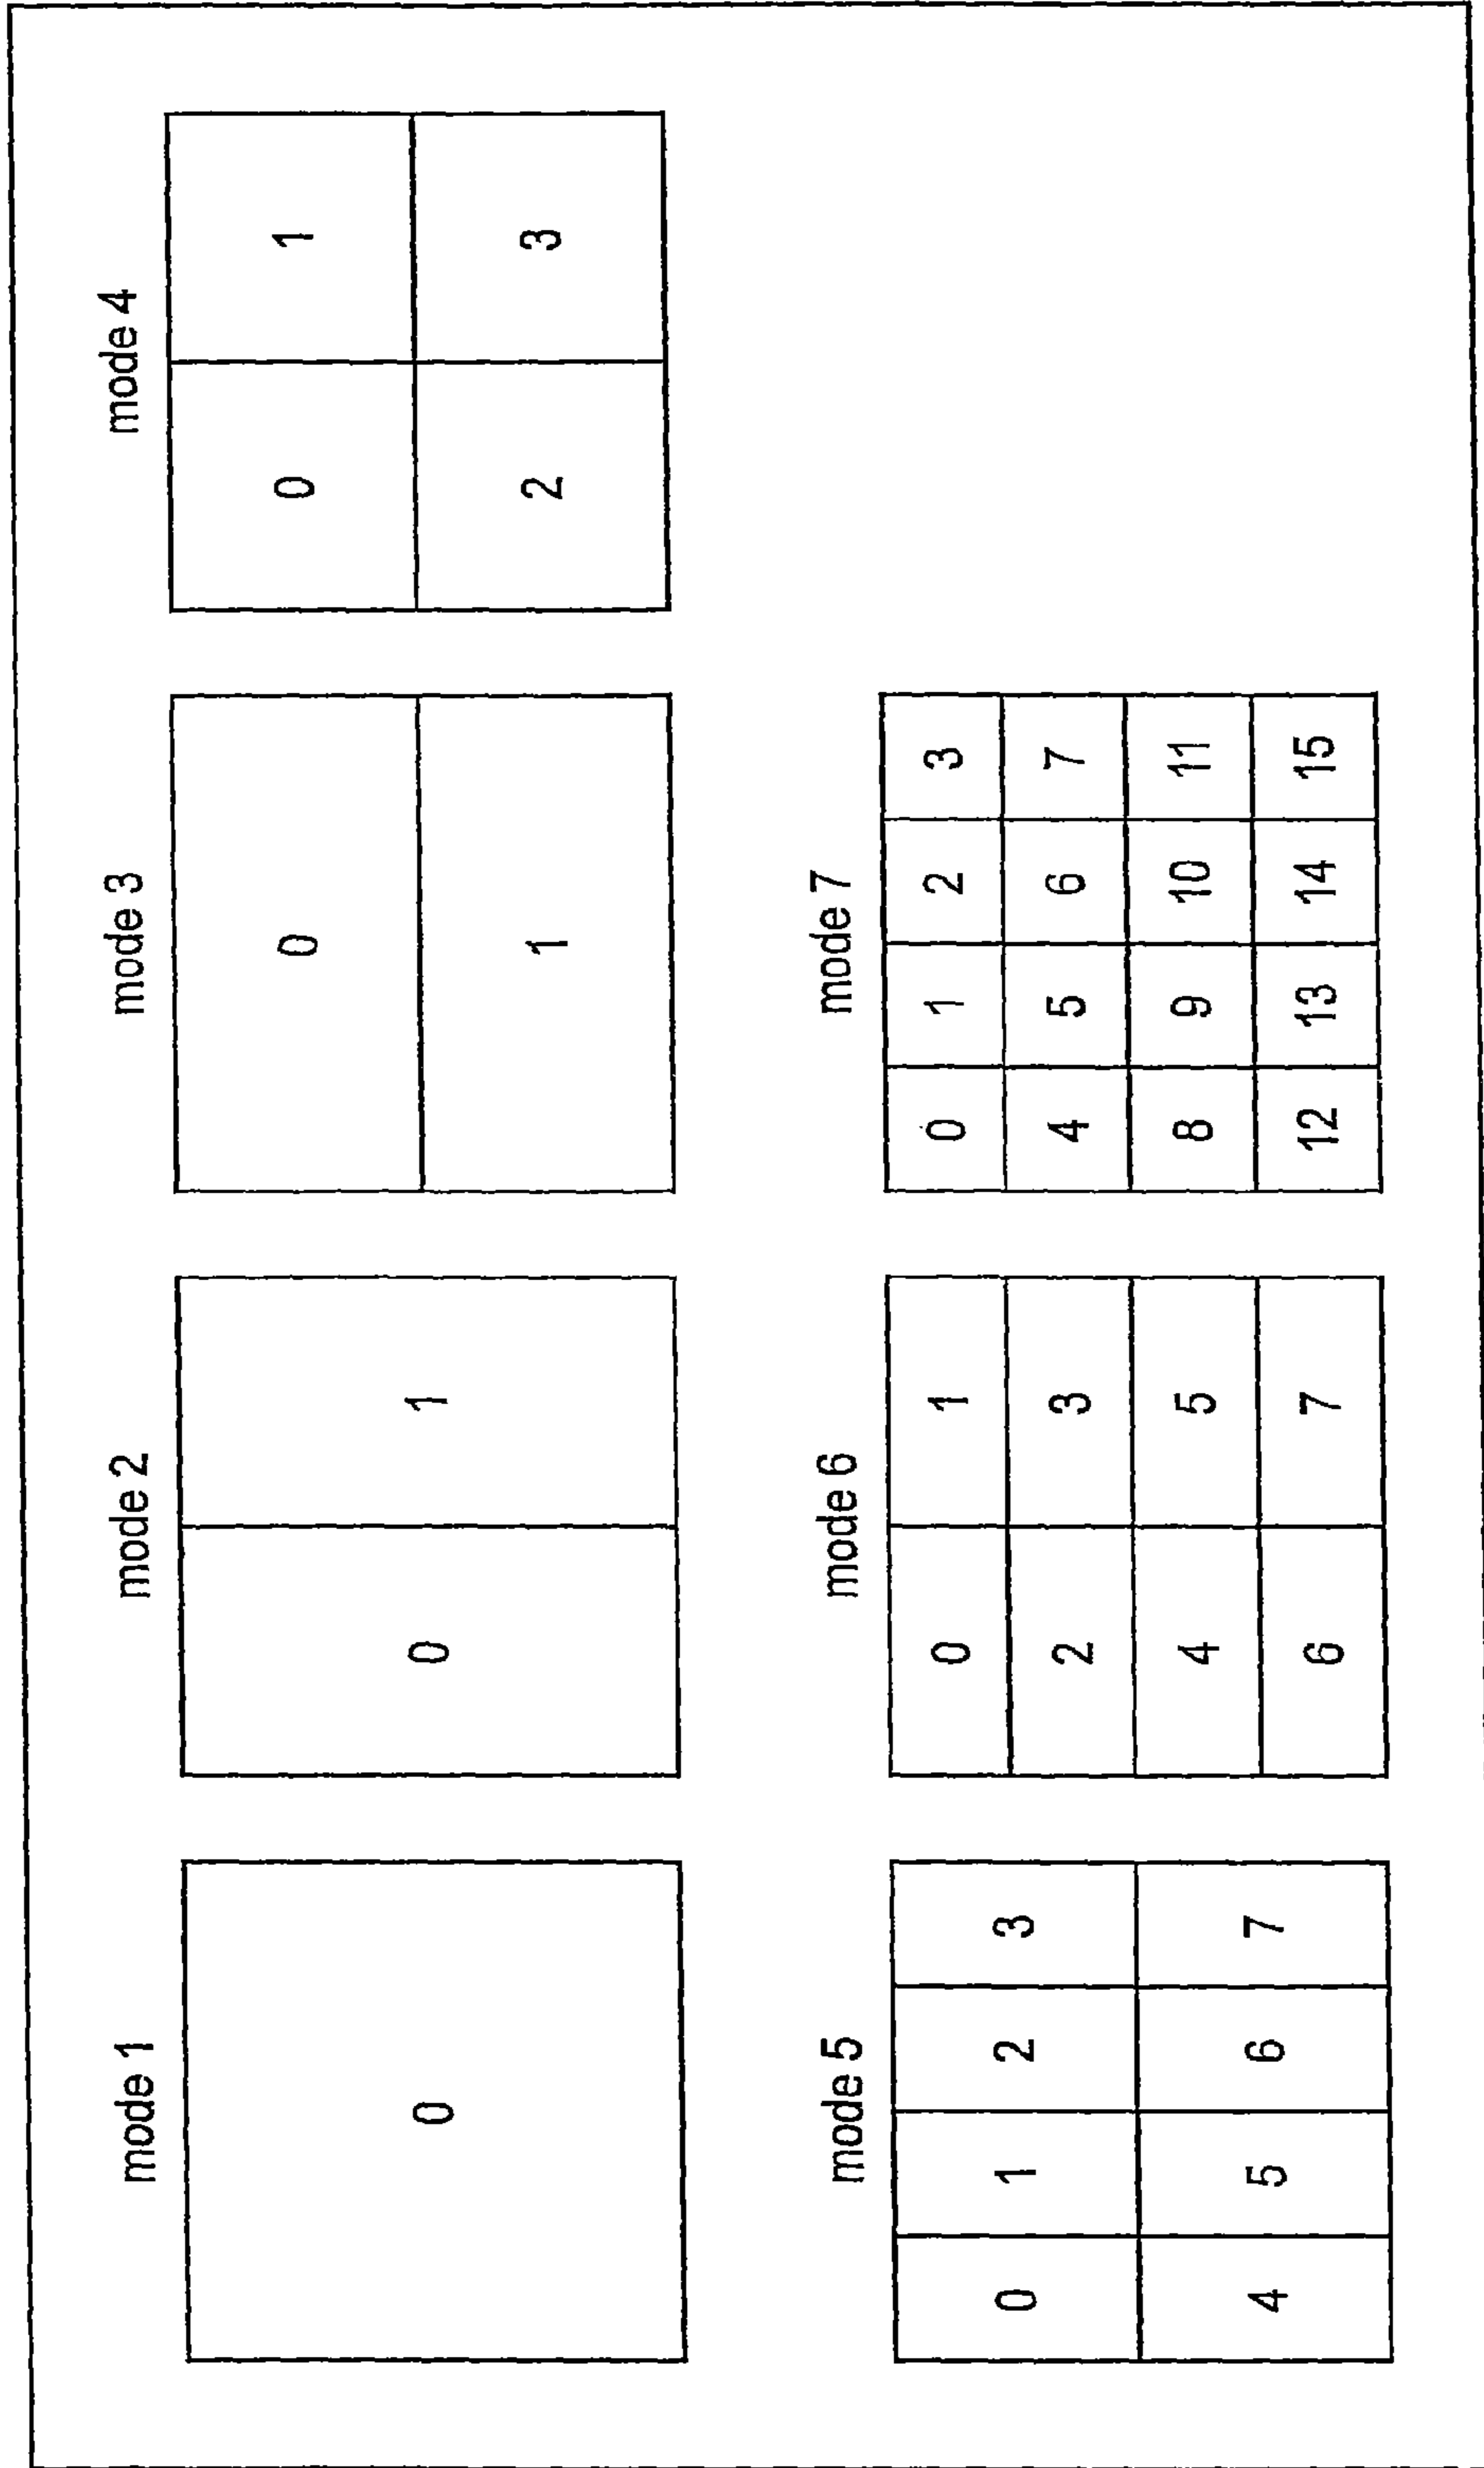 mode 1
0
mode 2
0 1
mode 3
0
1
mode 4
0 1
2 3
mode 5
0 1 2 3
4 5 6 7
mode 6
0 1
2 3
4 5
6 7
mode 7
0 1 2 3
4 5 6 7
8 9 10 11
12 13 14 15